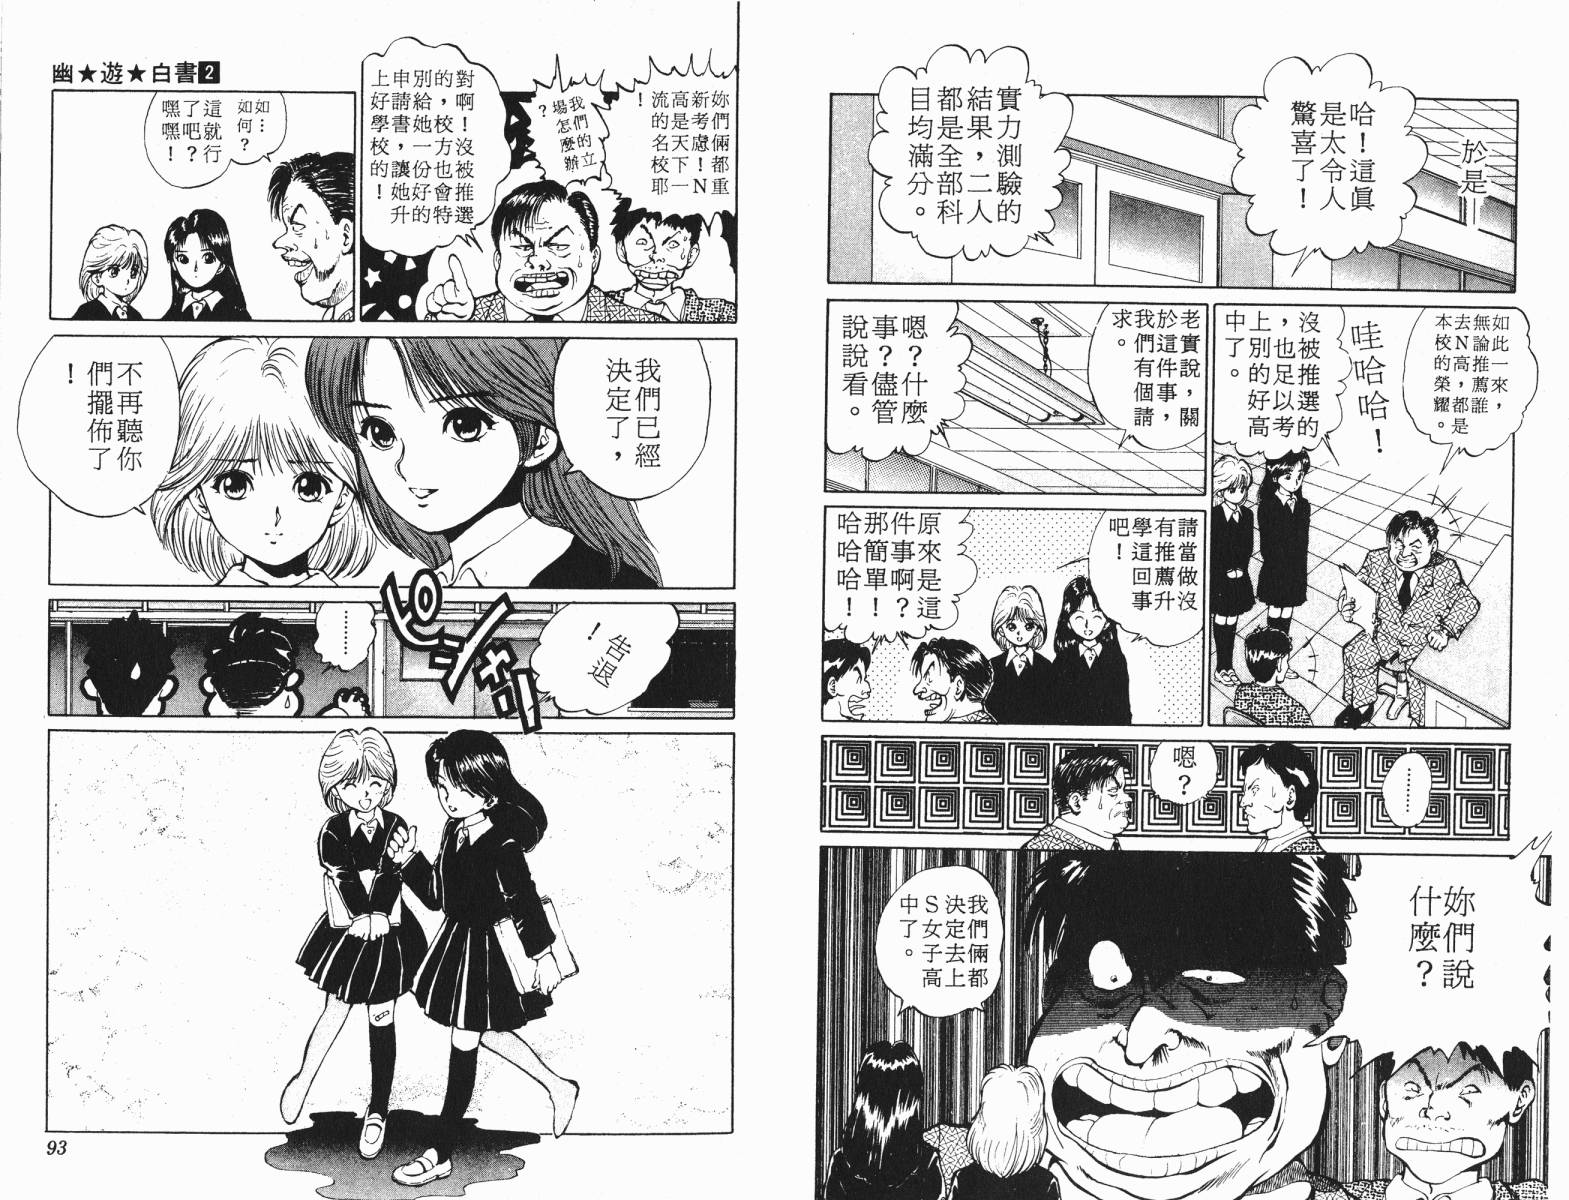 於是
哈！這眞
是太令人
驚喜了！
實力測驗的
結果，二人
都是全部科
目均滿分。
如此一來，
無論推薦誰
去N高，都是
本校的榮耀。
哇哈哈！
沒被推選的
，也足以考
上別的好高
中了。
老實說，關
於這件事，
我們有個請
求。
嗯？什麼
事？儘管
說說看。
請當做沒
有推薦升
學這回事
吧！
原來是這
件事啊？
那簡單！
哈哈哈！
………
嗯？
妳們說
什麼？
我們倆都
決定去上
S女子高
中了。
幽★遊★白書2
妳們倆都重
新考慮！N
高是天下一
流的名校耶
！
我們的立
場怎麼辦
？
對啊！沒被推選
的，校方也會特
別給她一份好的
申請書，讓她升
上好學校的！
如…
如何？
這就行
了吧？
嘿嘿！
我們已經
決定了，
不再聽你
們擺佈了
！
告退
！
ピシャ
………
93